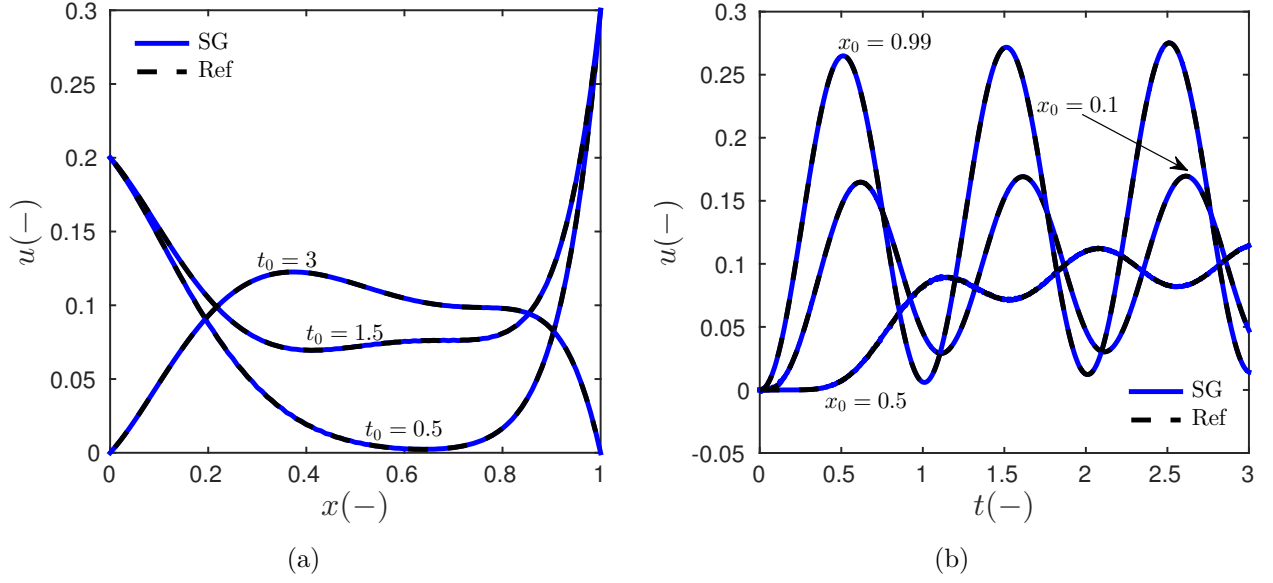 0.3
0.25
0.2
0.15
0.1
0.05
0
u(−)
SG
Ref
t₀ = 3
t₀ = 1.5
t₀ = 0.5
0 0.2 0.4 0.6 0.8 1
x(−)
(a)
0.3
0.25
0.2
0.15
0.1
0.05
0
-0.05
u(−)
x₀ = 0.99
x₀ = 0.1
x₀ = 0.5
SG
Ref
0 0.5 1 1.5 2 2.5 3
t(−)
(b)